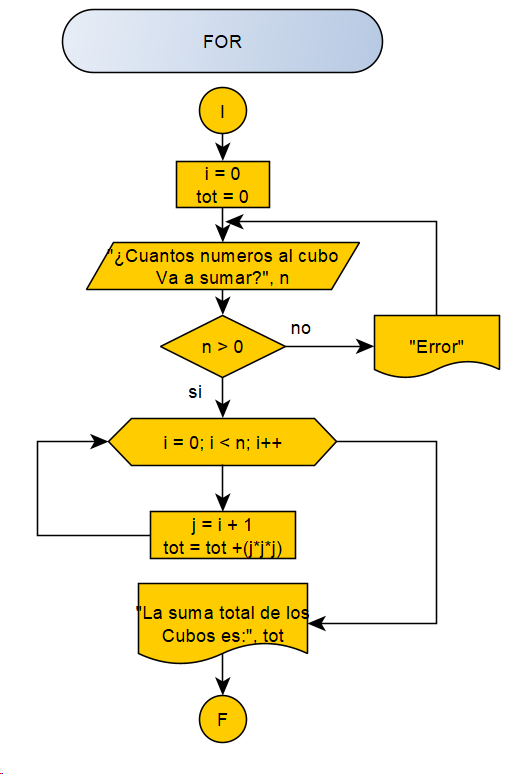 FOR
I
i = 0
tot = 0
"¿Cuantos numeros al cubo
Va a sumar?", n
n > 0
no
"Error"
si
i = 0; i < n; i++
j = i + 1
tot = tot +(j*j*j)
"La suma total de los
Cubos es:", tot
F